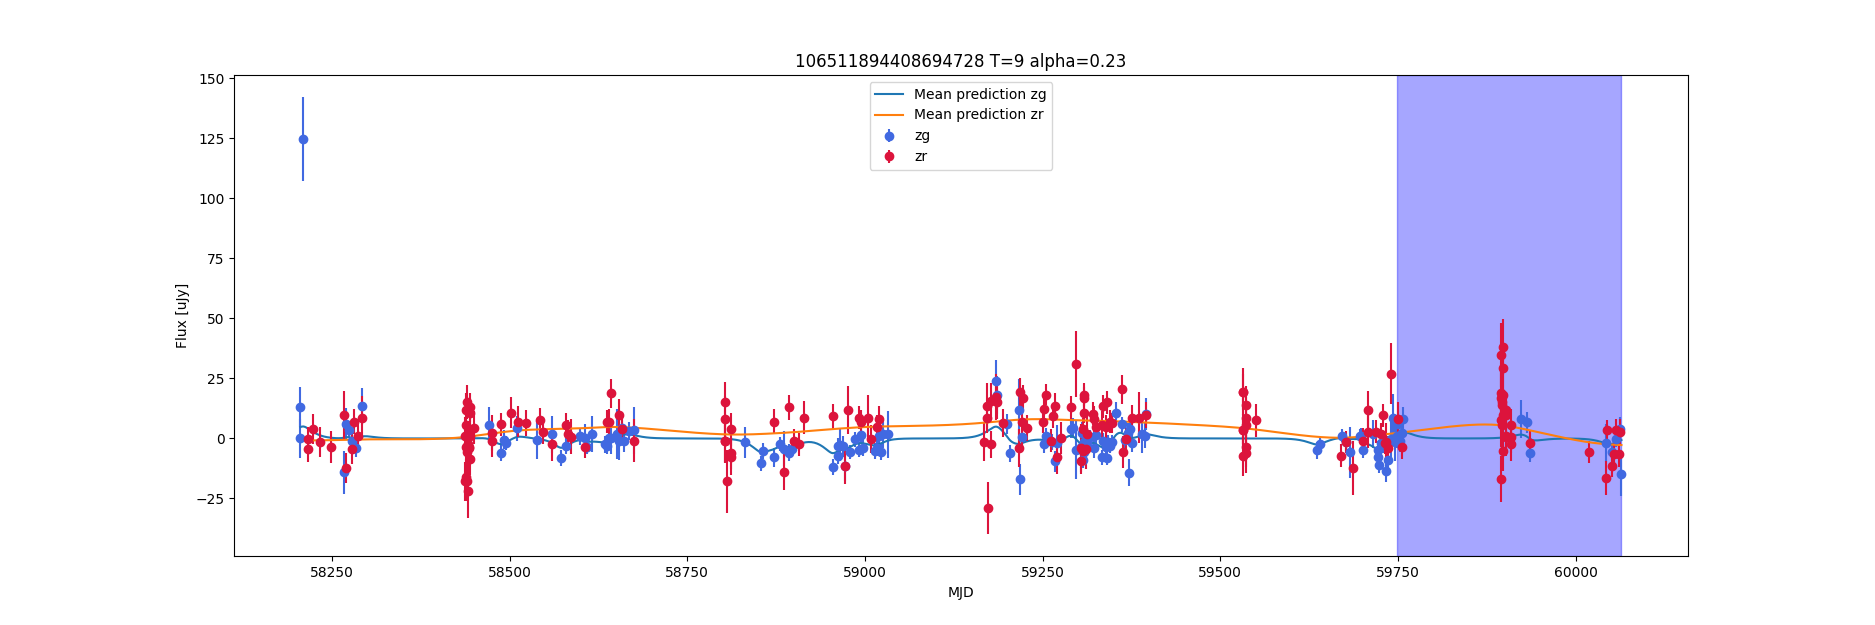 106511894408694728 T=9 alpha=0.23
Mean prediction zg
Mean prediction zr
zg
zr
Flux [uJy]
150
125
100
75
50
25
0
−25
58250 58500 58750 59000 59250 59500 59750 60000
MJD